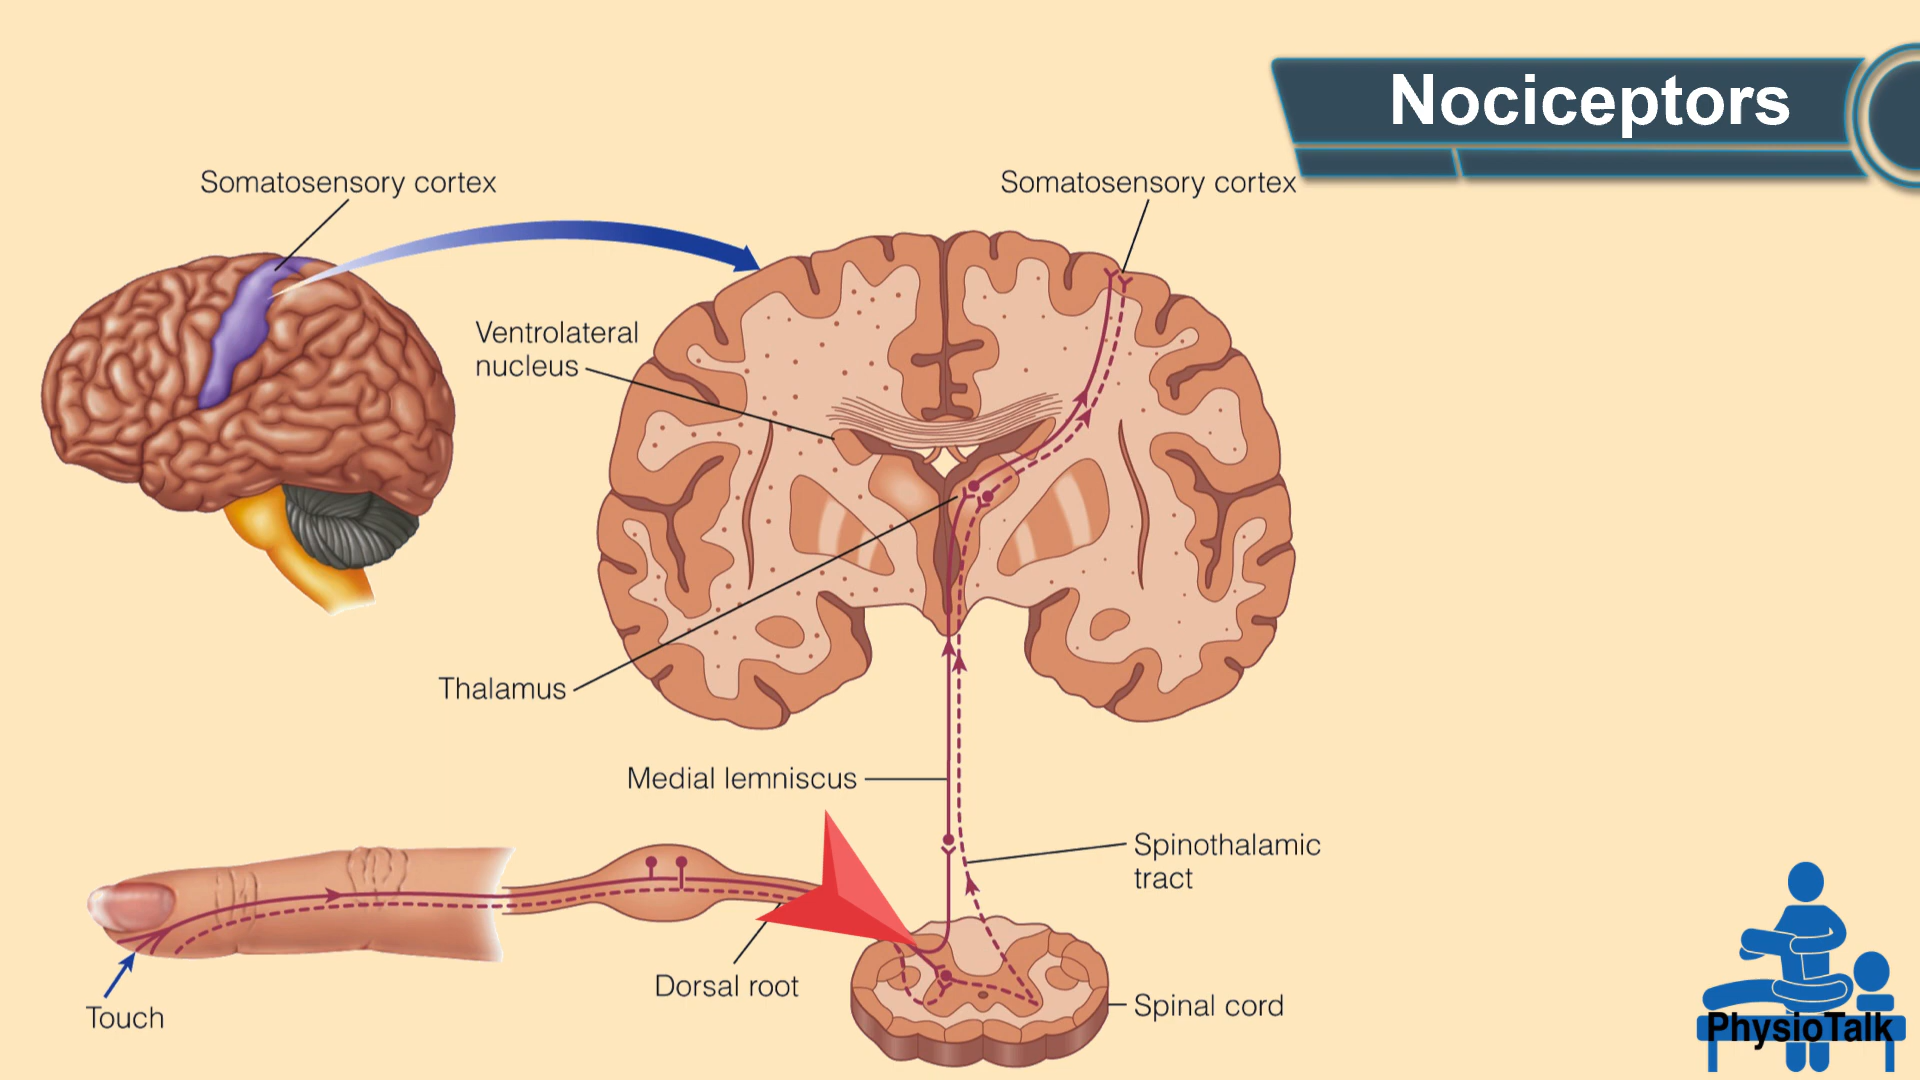 Nociceptors
Somatosensory cortex
Somatosensory cortex
Ventrolateral
nucleus
Thalamus
Medial lemniscus
Spinothalamic
tract
Dorsal root
Touch
Spinal cord
PhysioTalk